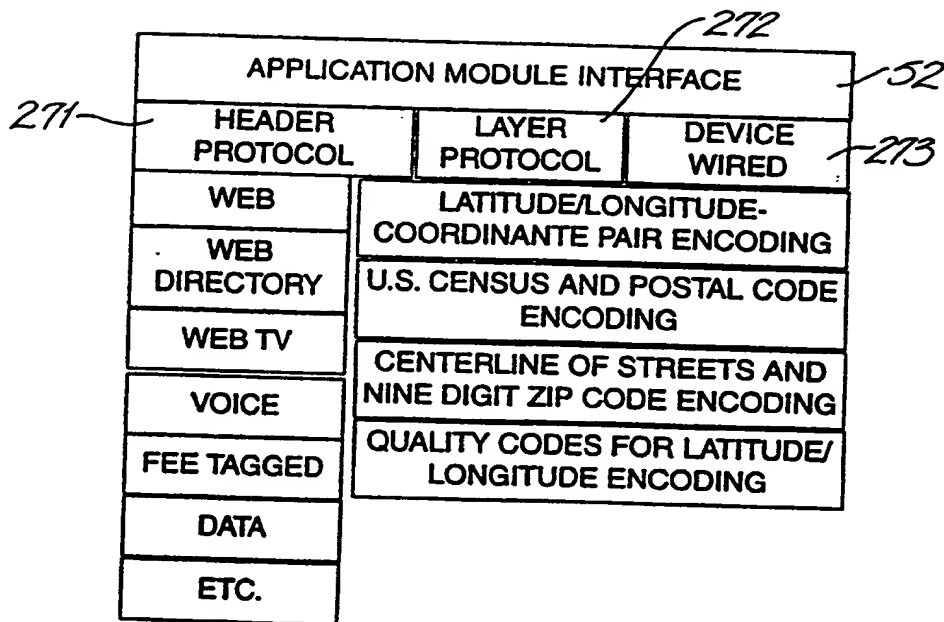 272
APPLICATION MODULE INTERFACE
52
271
HEADER
PROTOCOL
LAYER
PROTOCOL
DEVICE
WIRED
273
WEB
WEB
DIRECTORY
WEB TV
VOICE
FEE TAGGED
DATA
ETC.
LATITUDE/LONGITUDE-
COORDINANTE PAIR ENCODING
U.S. CENSUS AND POSTAL CODE
ENCODING
CENTERLINE OF STREETS AND
NINE DIGIT ZIP CODE ENCODING
QUALITY CODES FOR LATITUDE/
LONGITUDE ENCODING